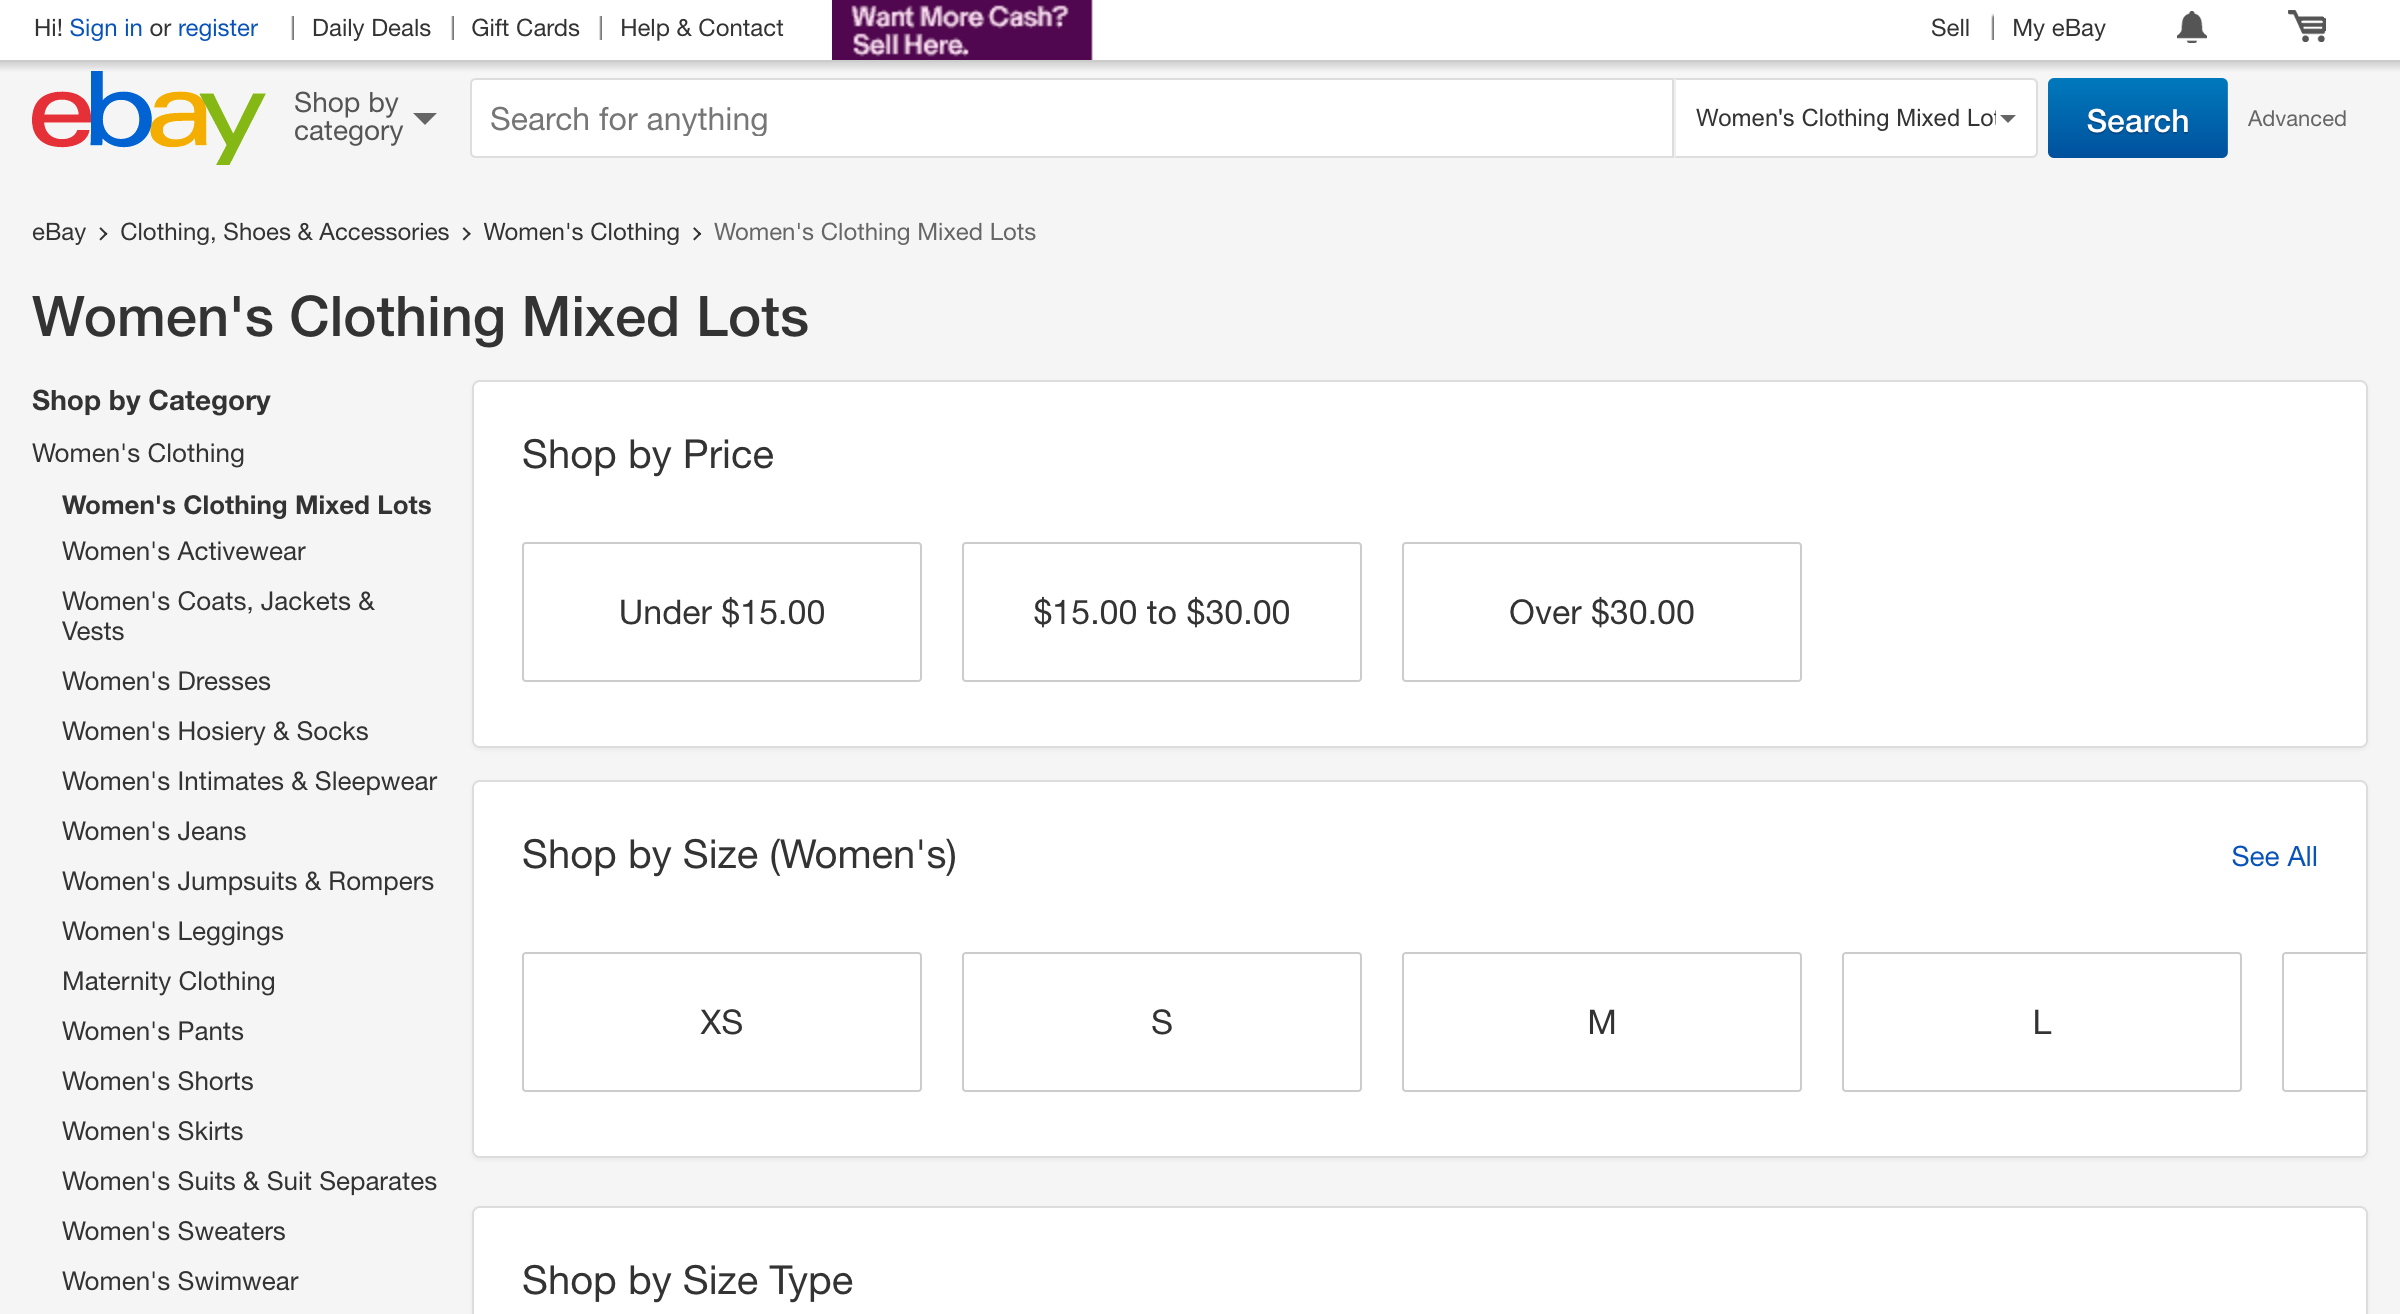 Hi! Sign in or register | Daily Deals | Gift Cards | Help & Contact
Want More Cash?
Sell Here.
Sell | My eBay
ebay
Shop by
category
Search for anything
Women's Clothing Mixed Lot
Search
Advanced
eBay > Clothing, Shoes & Accessories > Women's Clothing > Women's Clothing Mixed Lots
Women's Clothing Mixed Lots
Shop by Category
Women's Clothing
Women's Clothing Mixed Lots
Women's Activewear
Women's Coats, Jackets &
Vests
Women's Dresses
Women's Hosiery & Socks
Women's Intimates & Sleepwear
Women's Jeans
Women's Jumpsuits & Rompers
Women's Leggings
Maternity Clothing
Women's Pants
Women's Shorts
Women's Skirts
Women's Suits & Suit Separates
Women's Sweaters
Women's Swimwear
Shop by Price
Under $15.00
$15.00 to $30.00
Over $30.00
Shop by Size (Women's)
See All
XS
S
M
L
Shop by Size Type